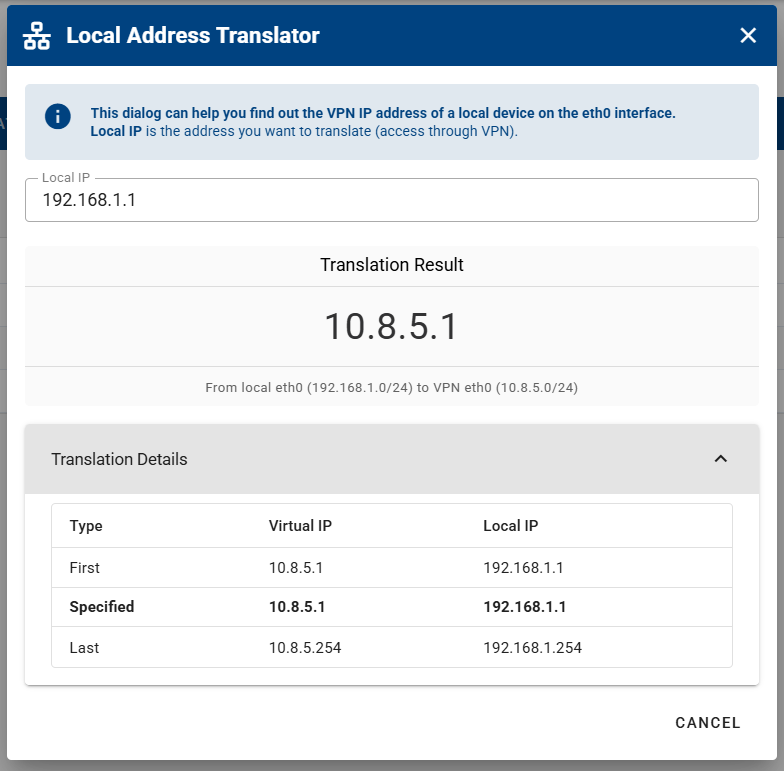 Local Address Translator
This dialog can help you find out the VPN IP address of a local device on the eth0 interface.
Local IP is the address you want to translate (access through VPN).
Local IP
192.168.1.1
Translation Result
10.8.5.1
From local eth0 (192.168.1.0/24) to VPN eth0 (10.8.5.0/24)
Translation Details
Type Virtual IP Local IP
First 10.8.5.1 192.168.1.1
Specified 10.8.5.1 192.168.1.1
Last 10.8.5.254 192.168.1.254
CANCEL